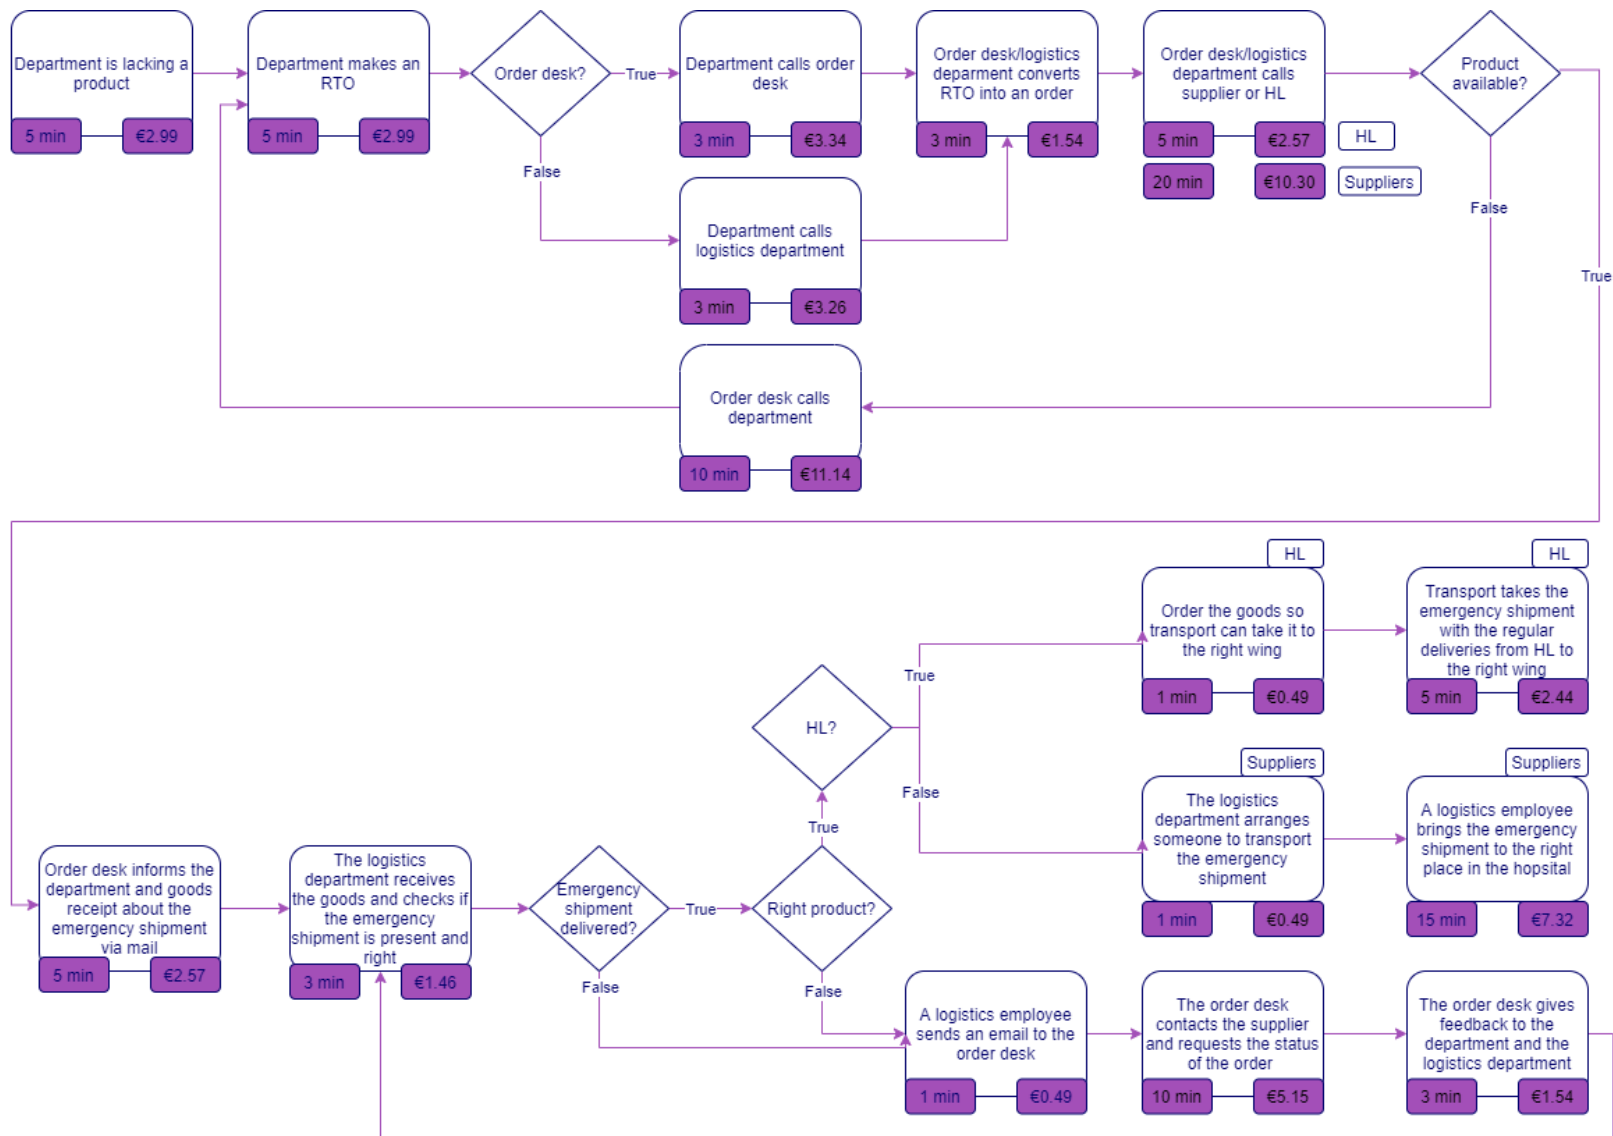 Department is lacking a
product
5 min
€2.99
Department makes an
RTO
5 min
€2.99
Order desk?
True
False
Department calls order
desk
3 min
€3.34
Order desk/logistics
deparment converts
RTO into an order
3 min
€1.54
Order desk/logistics
department calls
supplier or HL
5 min
€2.57
HL
20 min
€10.30
Suppliers
Product
available?
False
True
Department calls
logistics department
3 min
€3.26
Order desk calls
department
10 min
€11.14
HL
Order the goods so
transport can take it to
the right wing
1 min
€0.49
HL
Transport takes the
emergency shipment
with the regular
deliveries from HL to
the right wing
5 min
€2.44
True
HL?
False
Suppliers
The logistics
department arranges
someone to transport
the emergency
shipment
1 min
€0.49
Suppliers
A logistics employee
brings the emergency
shipment to the right
place in the hopsital
15 min
€7.32
True
Order desk informs the
department and goods
receipt about the
emergency shipment
via mail
5 min
€2.57
The logistics
department receives
the goods and checks if
the emergency
shipment is present and
right
3 min
€1.46
Emergency
shipment
delivered?
True
Right product?
False
False
A logistics employee
sends an email to the
order desk
1 min
€0.49
The order desk
contacts the supplier
and requests the status
of the order
10 min
€5.15
The order desk gives
feedback to the
department and the
logistics department
3 min
€1.54